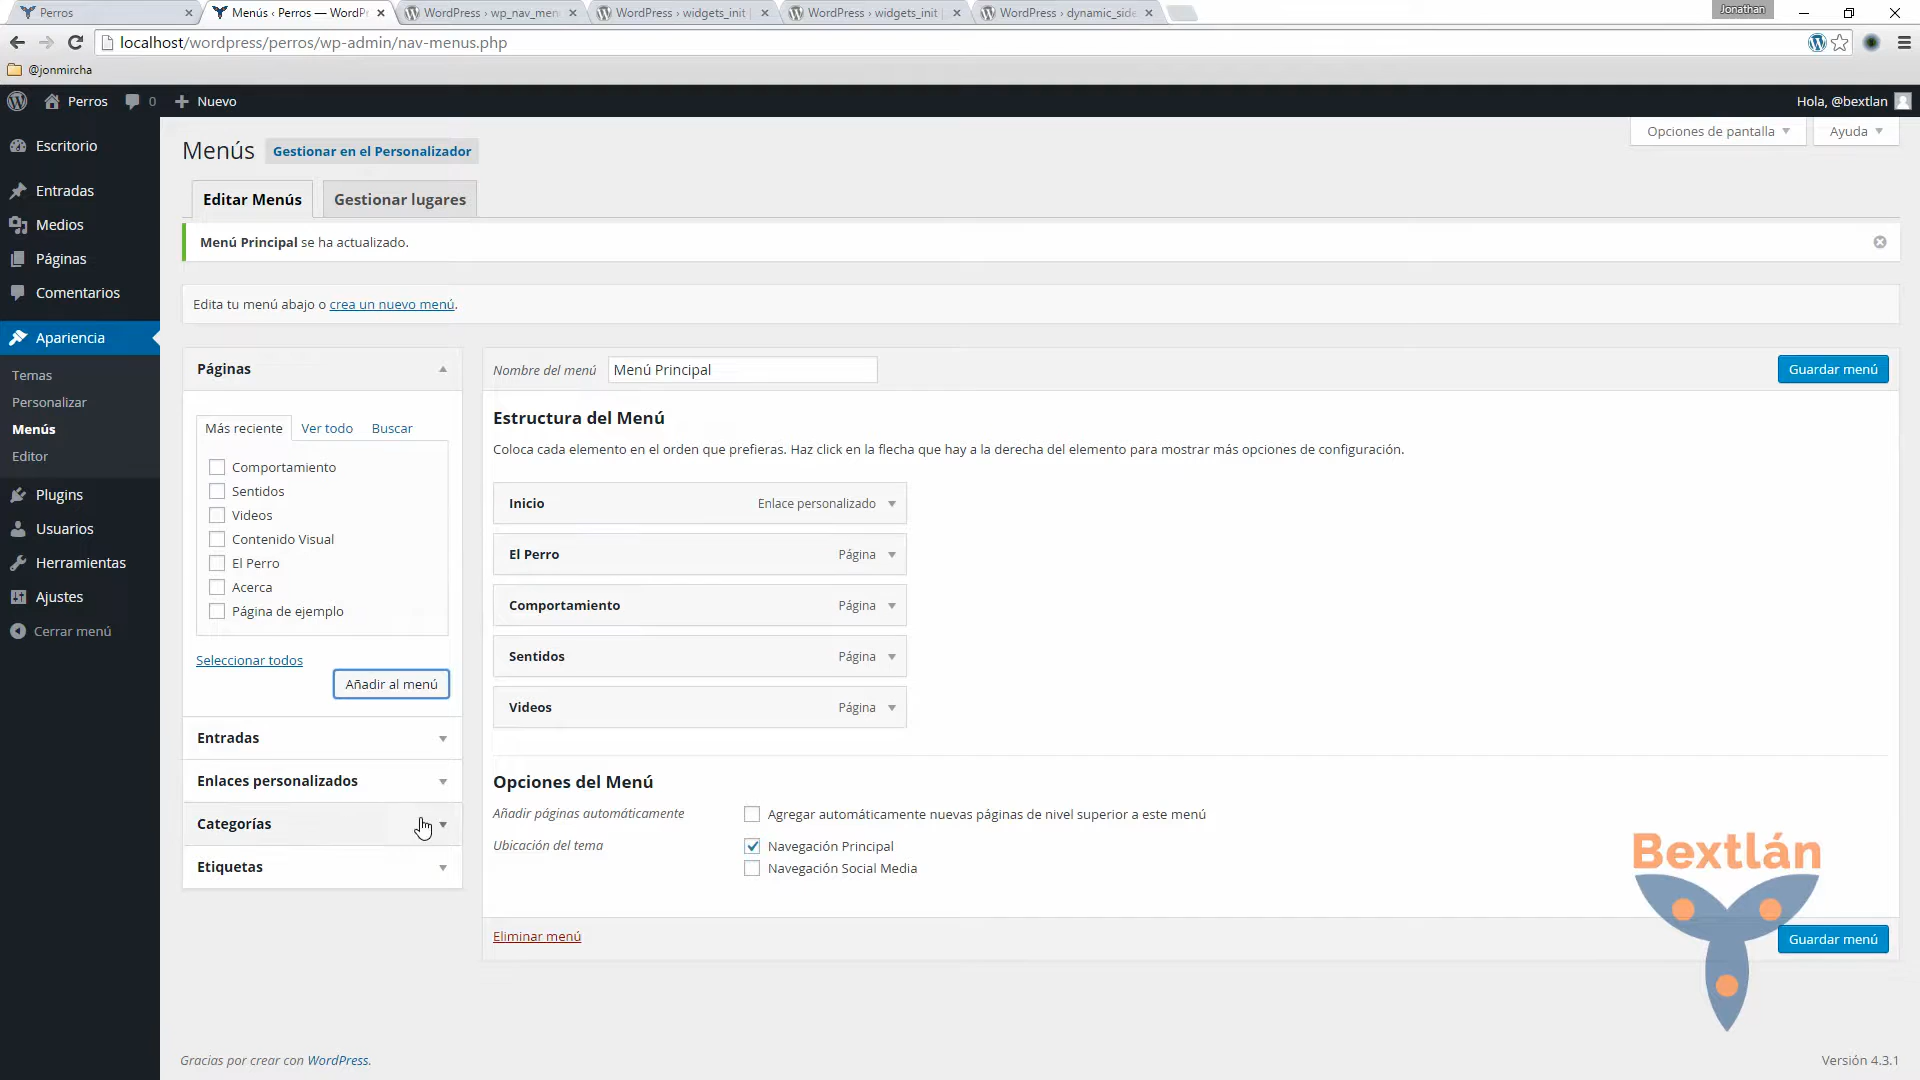 Perros
Menús ‹ Perros — WordPr
WordPress › wp_nav_men
WordPress › widgets_init
WordPress › widgets_init
WordPress › dynamic_side
Jonathan
localhost/wordpress/perros/wp-admin/nav-menus.php
@jonmircha
Perros
0
Nuevo
Hola, @bextlan
Escritorio
Entradas
Medios
Páginas
Comentarios
Apariencia
Temas
Personalizar
Menús
Editor
Plugins
Usuarios
Herramientas
Ajustes
Cerrar menú
Opciones de pantalla
Ayuda
Menús
Gestionar en el Personalizador
Editar Menús
Gestionar lugares
Menú Principal se ha actualizado.
Edita tu menú abajo o crea un nuevo menú.
Páginas
Más reciente
Ver todo
Buscar
Comportamiento
Sentidos
Videos
Contenido Visual
El Perro
Acerca
Página de ejemplo
Seleccionar todos
Añadir al menú
Entradas
Enlaces personalizados
Categorías
Etiquetas
Nombre del menú
Menú Principal
Guardar menú
Estructura del Menú
Coloca cada elemento en el orden que prefieras. Haz click en la flecha que hay a la derecha del elemento para mostrar más opciones de configuración.
Inicio
Enlace personalizado
El Perro
Página
Comportamiento
Página
Sentidos
Página
Videos
Página
Opciones del Menú
Añadir páginas automáticamente
Agregar automáticamente nuevas páginas de nivel superior a este menú
Ubicación del tema
Navegación Principal
Navegación Social Media
Eliminar menú
Guardar menú
Bextlán
Gracias por crear con WordPress.
Versión 4.3.1